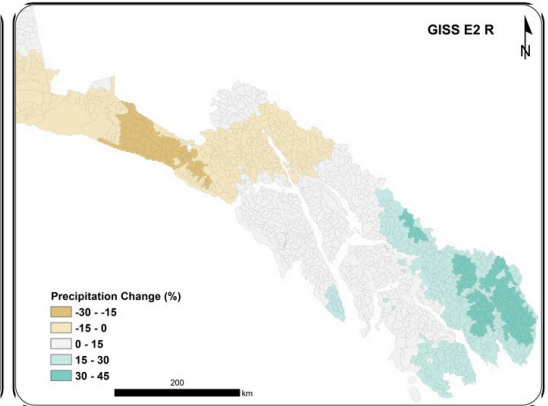 GISS E2 R
N
Precipitation Change (%)
-30 - -15
-15 - 0
0 - 15
15 - 30
30 - 45
200
km